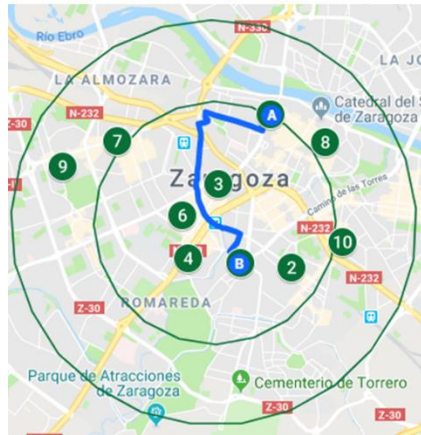 N-330
Río Ebro
LA JO
LA ALMOZARA
N-232
A
Catedral del S
de Zaragoza
Z-30
7
8
9
3
Zaragoza
Camino de las Torres
6
N-232
10
4
B
2
N-232
Z-30
ROMAREDA
Parque de Atracciones
de Zaragoza
Cementerio de Torrero
Z-30
Z-30